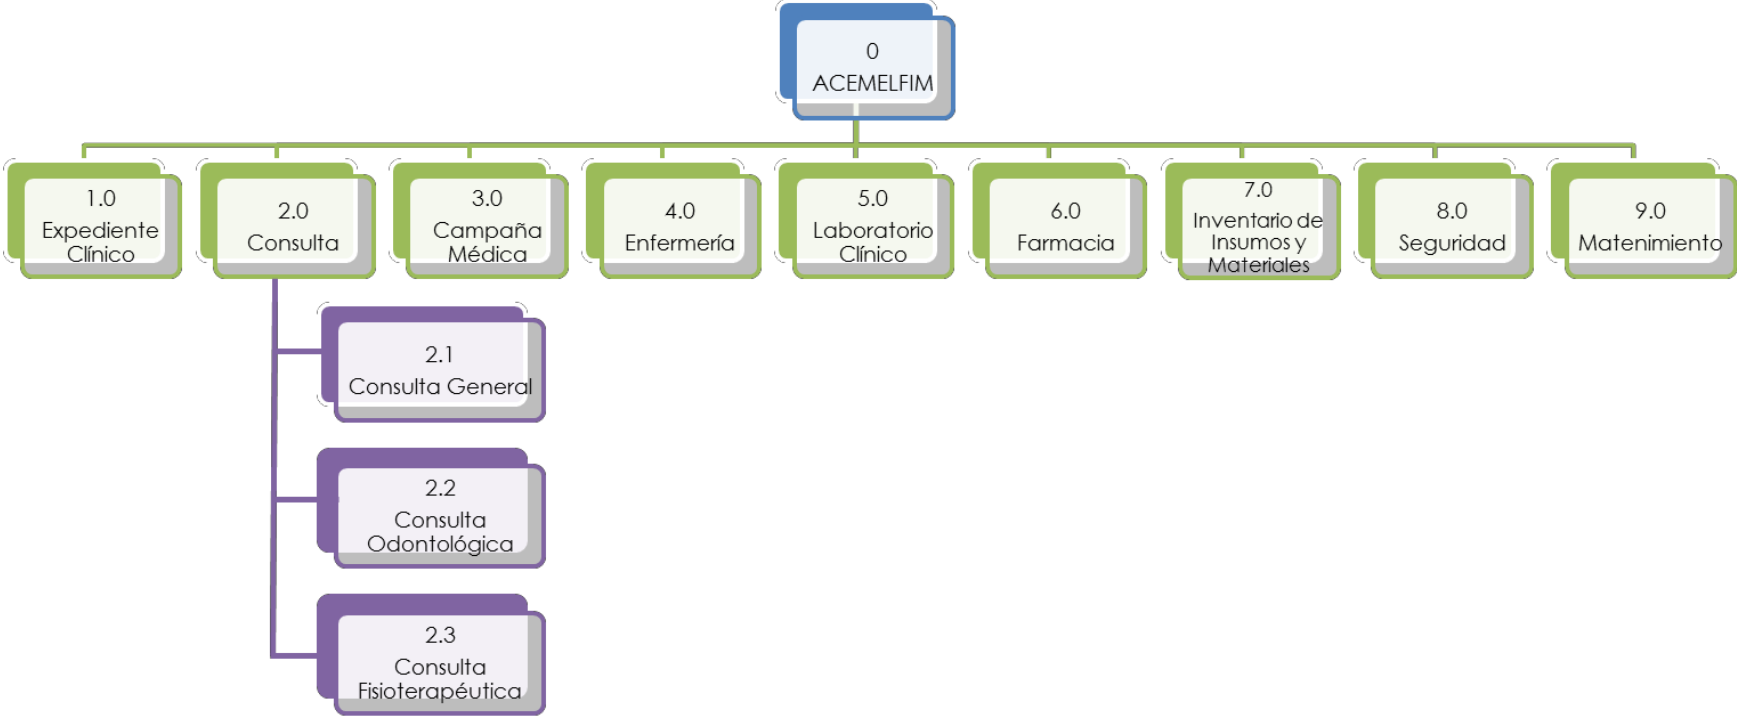 0
ACEMELFIM
1.0
Expediente
Clínico
2.0
Consulta
3.0
Campaña
Médica
4.0
Enfermería
5.0
Laboratorio
Clínico
6.0
Farmacia
7.0
Inventario de
Insumos y
Materiales
8.0
Seguridad
9.0
Matenimiento
2.1
Consulta General
2.2
Consulta
Odontológica
2.3
Consulta
Fisioterapéutica